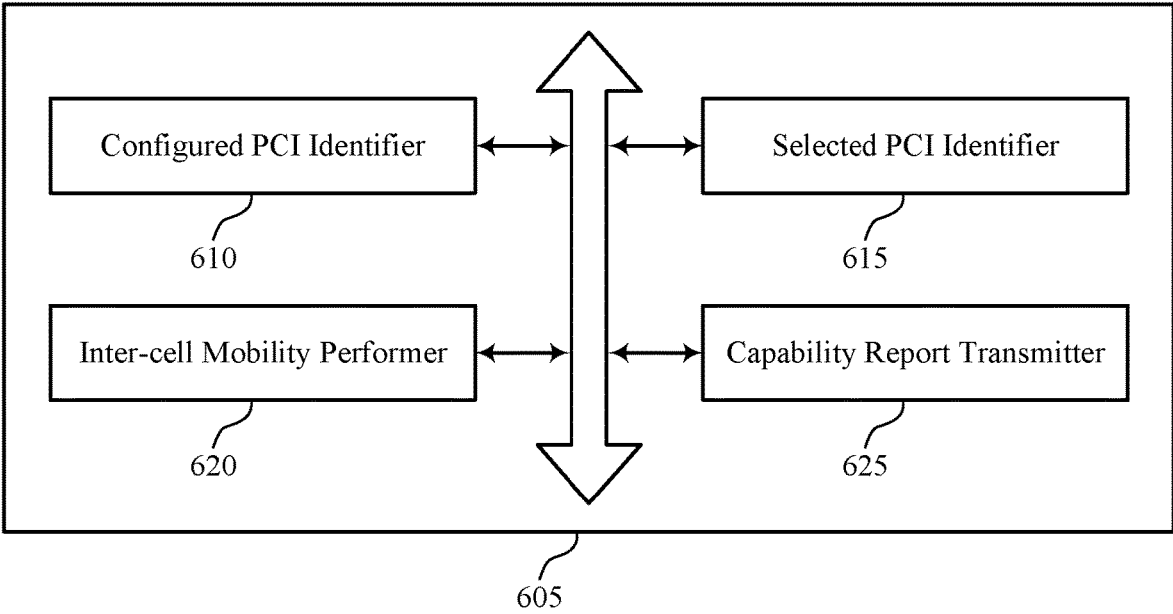 Configured PCI Identifier
Selected PCI Identifier
610
615
Inter-cell Mobility Performer
Capability Report Transmitter
620
625
605